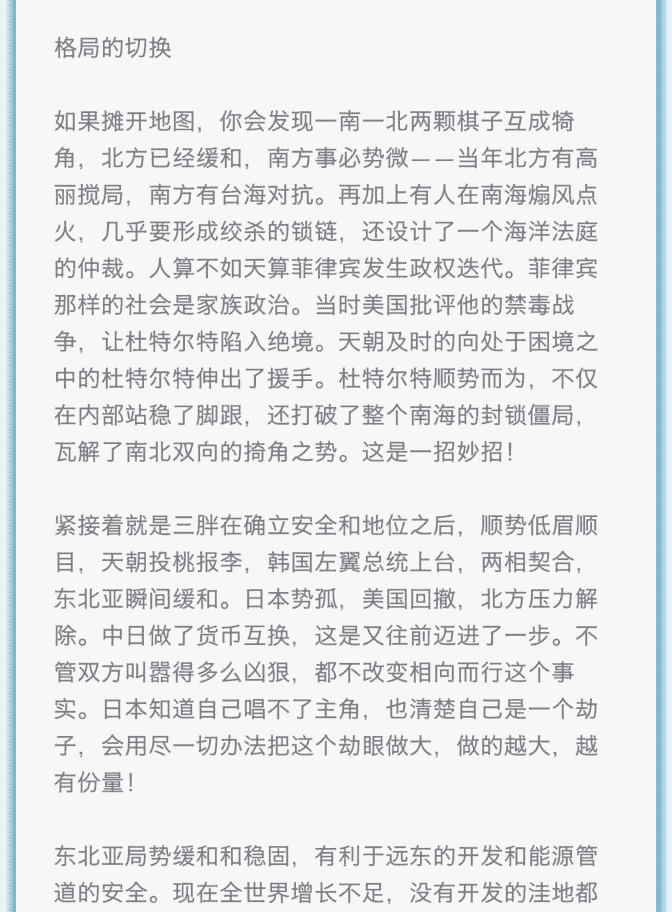 格局的切换
如果摊开地图，你会发现一南一北两颗棋子互成犄
角，北方已经缓和，南方事必势微——当年北方有高
丽搅局，南方有台海对抗。再加上有人在南海煽风点
火，几乎要形成绞杀的锁链，还设计了一个海洋法庭
的仲裁。人算不如天算菲律宾发生政权迭代。菲律宾
那样的社会是家族政治。当时美国批评他的禁毒战
争，让杜特尔特陷入绝境。天朝及时的向处于困境之
中的杜特尔特伸出了援手。杜特尔特顺势而为，不仅
在内部站稳了脚跟，还打破了整个南海的封锁僵局，
瓦解了南北双向的掎角之势。这是一招妙招！
紧接着就是三胖在确立安全和地位之后，顺势低眉顺
目，天朝投桃报李，韩国左翼总统上台，两相契合，
东北亚瞬间缓和。日本势孤，美国回撤，北方压力解
除。中日做了货币互换，这是又往前迈进了一步。不
管双方叫嚣得多么凶狠，都不改变相向而行这个事
实。日本知道自己唱不了主角，也清楚自己是一个劫
子，会用尽一切办法把这个劫眼做大，做的越大，越
有份量！
东北亚局势缓和和稳固，有利于远东的开发和能源管
道的安全。现在全世界增长不足，没有开发的洼地都